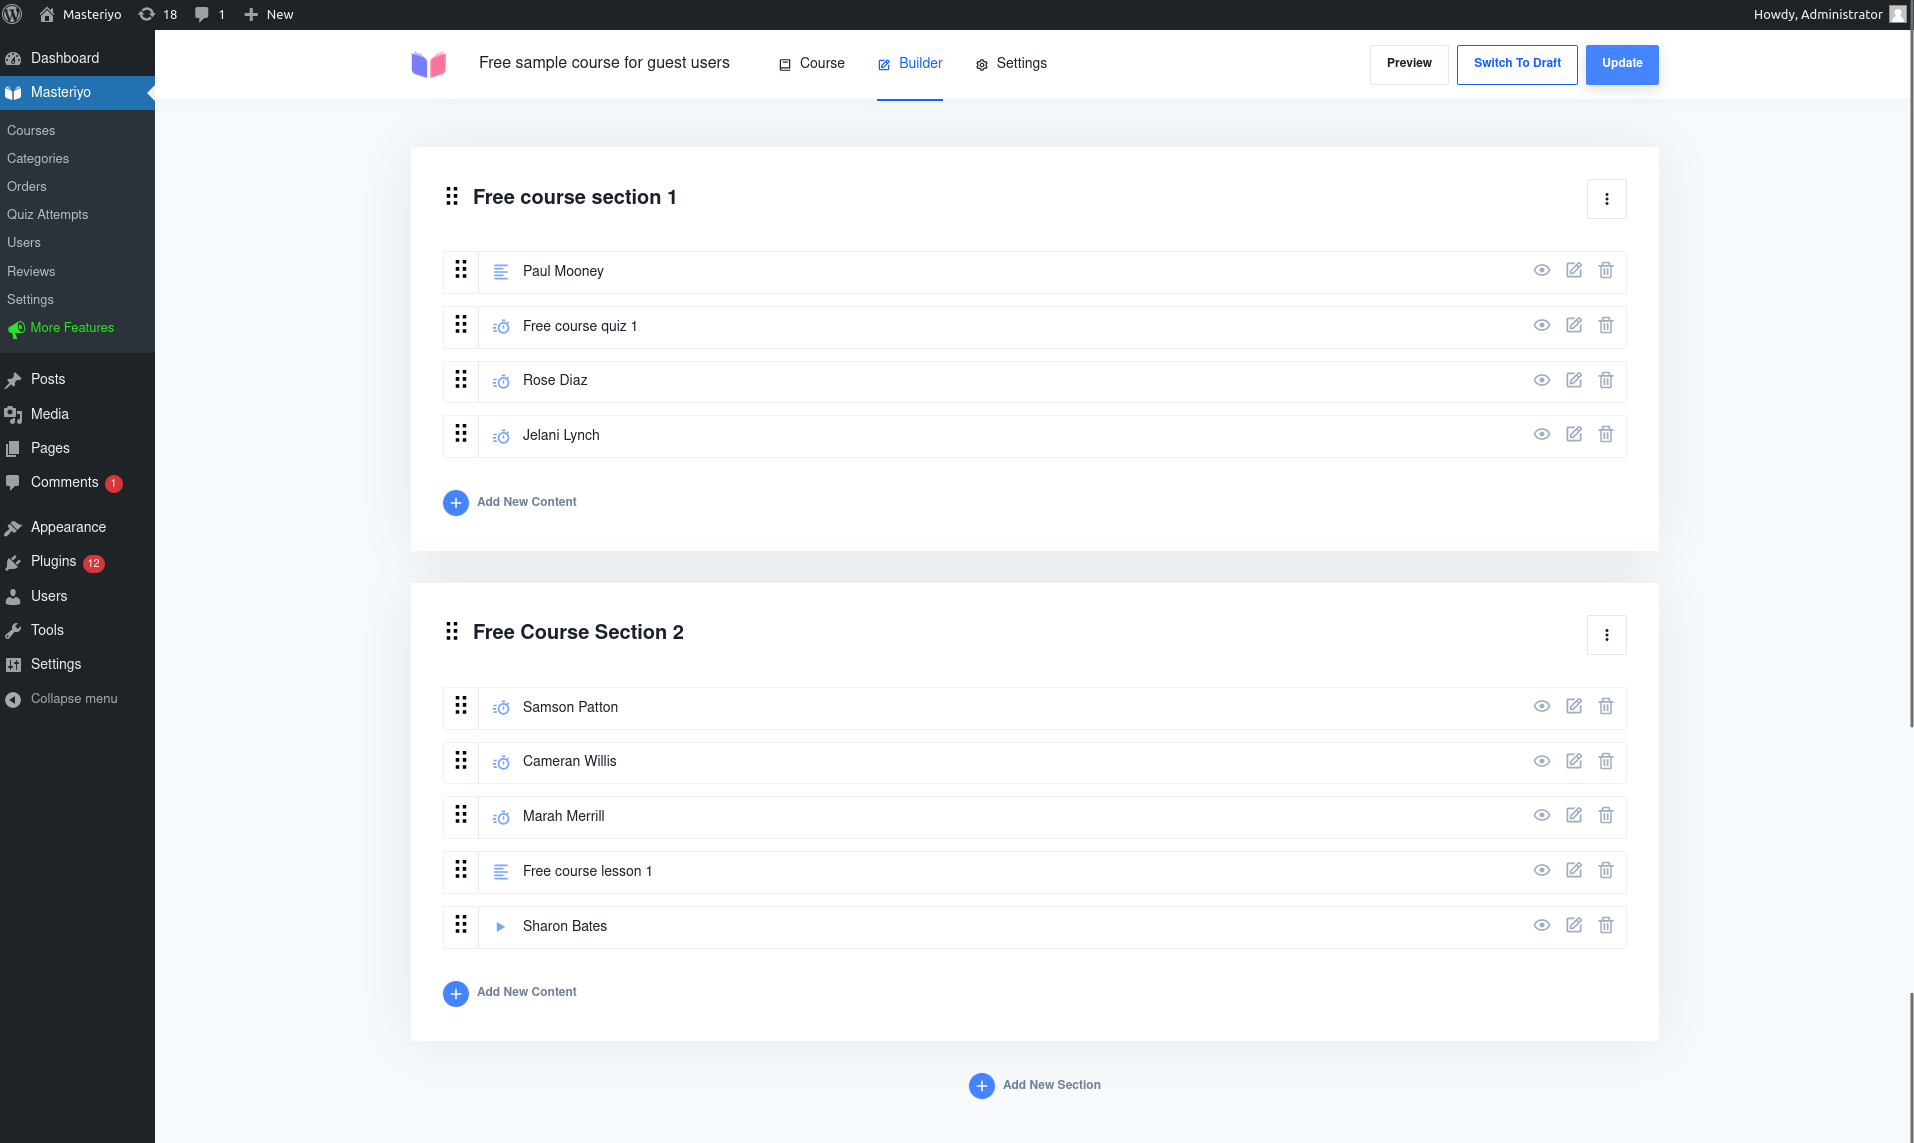 Masteriyo 18 1 New Howdy, Administrator
Dashboard
Masteriyo
Courses
Categories
Orders
Quiz Attempts
Users
Reviews
Settings
More Features
Posts
Media
Pages
Comments 1
Appearance
Plugins 12
Users
Tools
Settings
Collapse menu
Free sample course for guest users Course Builder Settings Preview Switch To Draft Update
Free course section 1
Paul Mooney
Free course quiz 1
Rose Diaz
Jelani Lynch
Add New Content
Free Course Section 2
Samson Patton
Cameran Willis
Marah Merrill
Free course lesson 1
Sharon Bates
Add New Content
Add New Section